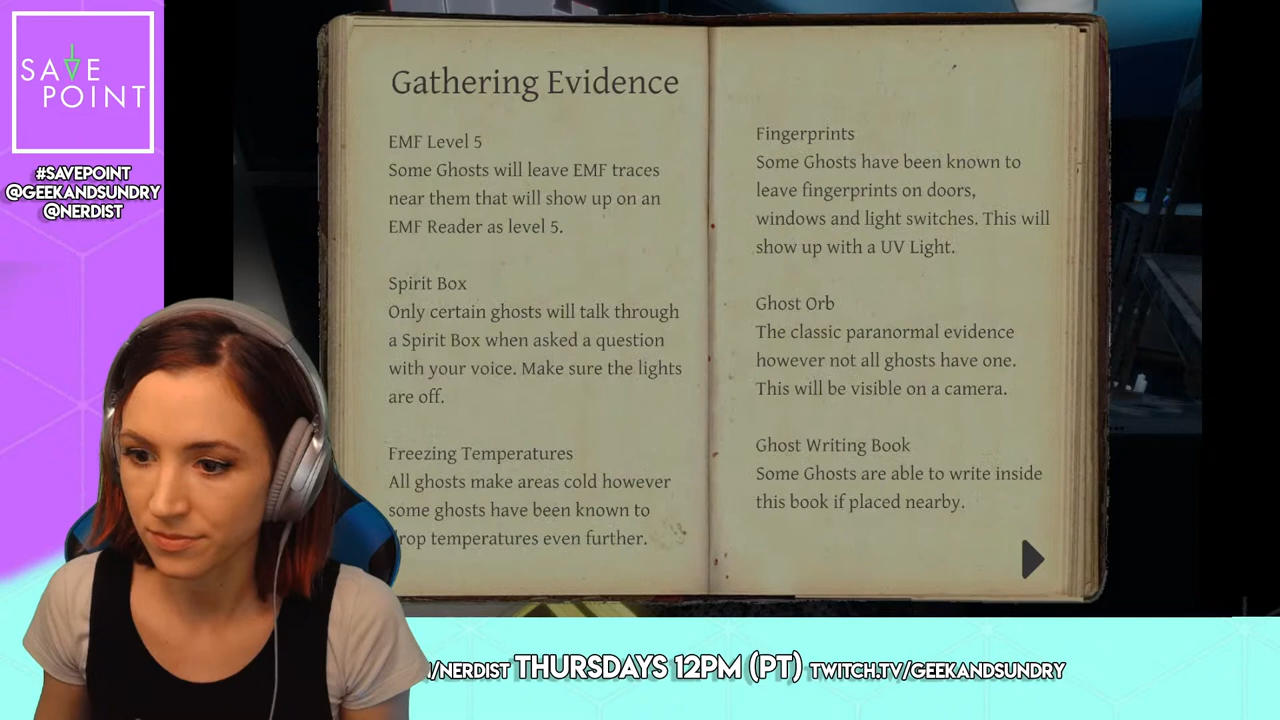 SAVE
POINT
#SAVEPOINT
@GEEKANDSUNDRY
@NERDIST
Gathering Evidence
EMF Level 5
Some Ghosts will leave EMF traces
near them that will show up on an
EMF Reader as level 5.
Spirit Box
Only certain ghosts will talk through
a Spirit Box when asked a question
with your voice. Make sure the lights
are off.
Freezing Temperatures
All ghosts make areas cold however
some ghosts have been known to
drop temperatures even further.
Fingerprints
Some Ghosts have been known to
leave fingerprints on doors,
windows and light switches. This will
show up with a UV Light.
Ghost Orb
The classic paranormal evidence
however not all ghosts have one.
This will be visible on a camera.
Ghost Writing Book
Some Ghosts are able to write inside
this book if placed nearby.
/NERDIST THURSDAYS 12PM (PT) TWITCH.TV/GEEKANDSUNDRY